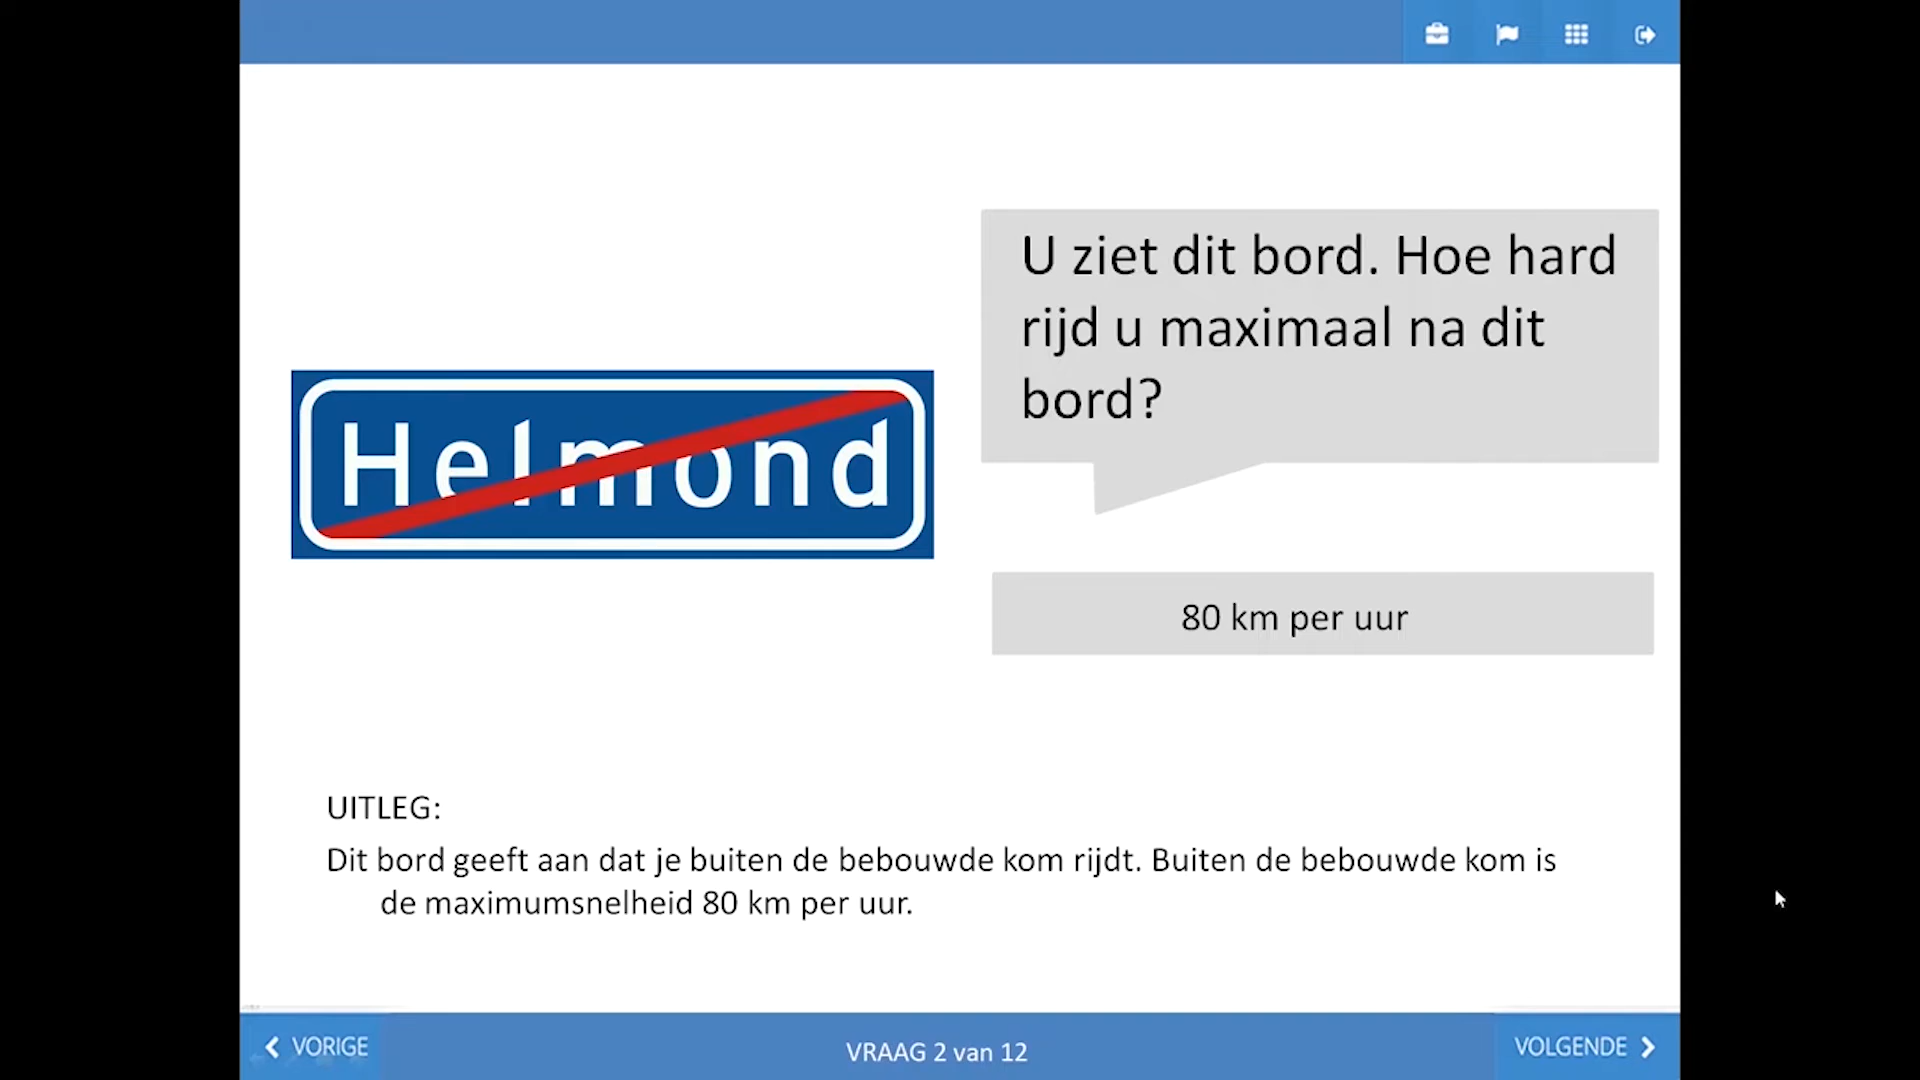 U ziet dit bord. Hoe hard
rijd u maximaal na dit
bord?
Helmond
80 km per uur
UITLEG:
Dit bord geeft aan dat je buiten de bebouwde kom rijdt. Buiten de bebouwde kom is
de maximumsnelheid 80 km per uur.
VORIGE
VRAAG 2 van 12
VOLGENDE